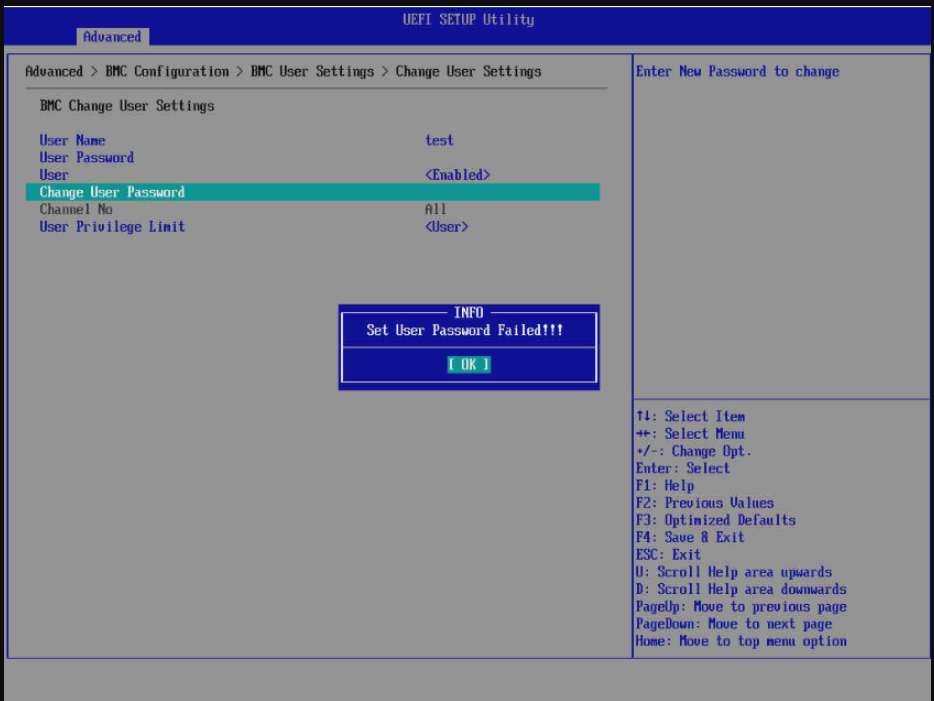 UEFI SETUP Utility
Advanced
Advanced > BMC Configuration > BMC User Settings > Change User Settings
BMC Change User Settings
User Name test
User Password
User <Enabled>
Change User Password
Channel No All
User Privilege Limit <User>
INFO
Set User Password Failed!!!
[ OK ]
Enter New Password to change
↑↓: Select Item
→←: Select Menu
+/-: Change Opt.
Enter: Select
F1: Help
F2: Previous Values
F3: Optimized Defaults
F4: Save & Exit
ESC: Exit
U: Scroll Help area upwards
D: Scroll Help area downwards
PageUp: Move to previous page
PageDown: Move to next page
Home: Move to top menu option